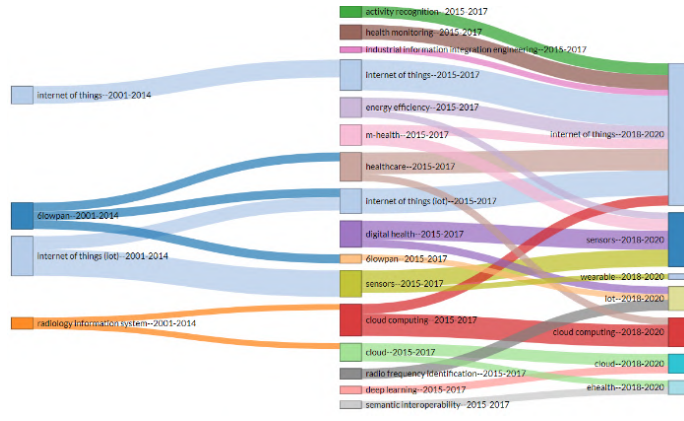 activity recognition--2015-2017
health monitoring--2015-2017
industrial information integration engineering--2015-2017
internet of things--2015-2017
internet of things--2001-2014
energy efficiency--2015-2017
m-health--2015-2017
internet of things--2018-2020
healthcare--2015-2017
internet of things (iot)--2015-2017
6lowpan--2001-2014
digital health--2015-2017
sensors--2018-2020
internet of things (iot)--2001-2014
6lowpan--2015-2017
sensors--2015-2017
wearable--2018-2020
iot--2018-2020
cloud computing--2015-2017
radiology information system--2001-2014
cloud computing--2018-2020
cloud--2015-2017
cloud--2018-2020
radio frequency identification--2015-2017
ehealth--2018-2020
deep learning--2015-2017
semantic interoperability--2015-2017